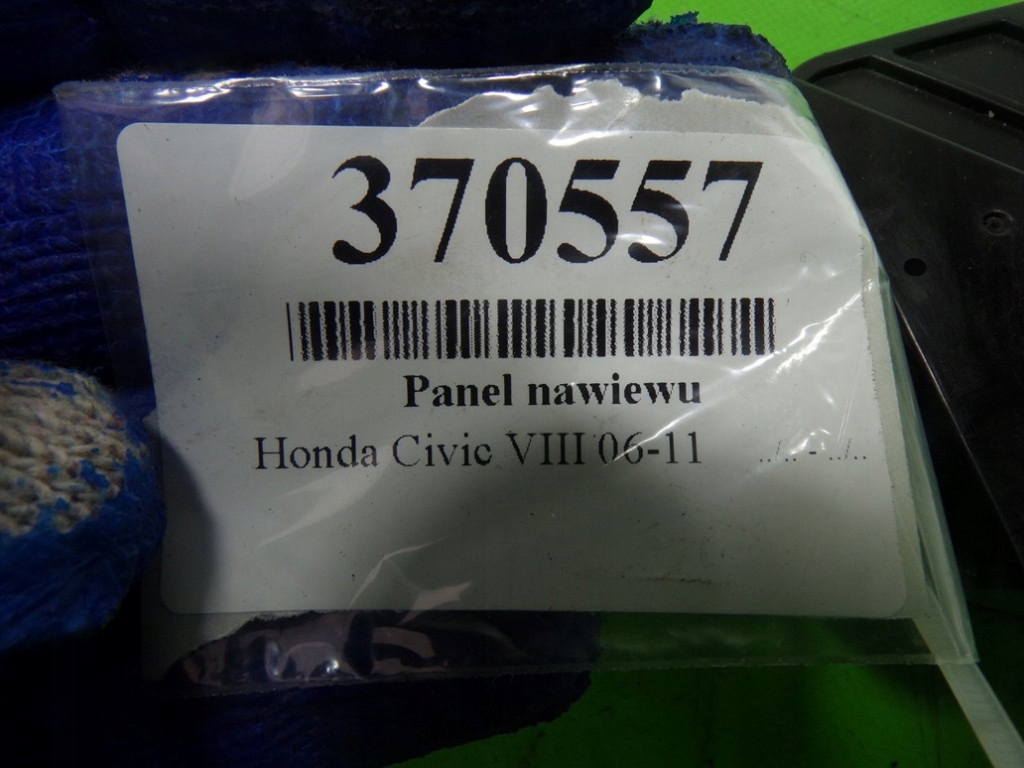 370557
Panel nawiewu
Honda Civic VIII 06-11 ../.. - ../..